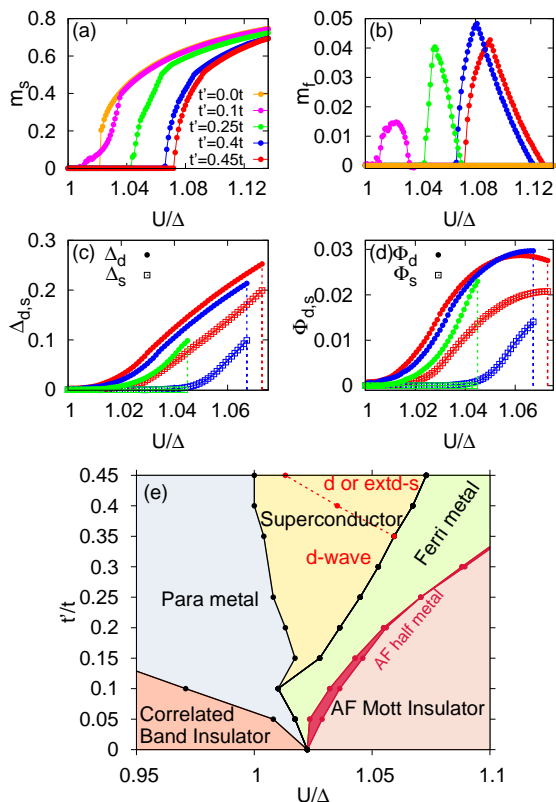 (a)
m_s
0.8
0.6
0.4
0.2
0
1
1.04
1.08
1.12
U/Δ
t'=0.0t
t'=0.1t
t'=0.25t
t'=0.4t
t'=0.45t
(b)
m_f
0.05
0.04
0.03
0.02
0.01
0
1
1.04
1.08
1.12
U/Δ
(c)
Δ_d
Δ_s
Δ_d,s
0.3
0.2
0.1
0
1
1.02
1.04
1.06
U/Δ
(d)
Φ_d
Φ_s
Φ_d,s
0.03
0.02
0.01
0
1
1.02
1.04
1.06
U/Δ
(e)
t'/t
0.45
0.4
0.35
0.3
0.25
0.2
0.15
0.1
0.05
0
0.95
1
1.05
1.1
U/Δ
d or extd-s
Superconductor
d-wave
Ferri metal
Para metal
AF half metal
AF Mott Insulator
Correlated
Band Insulator